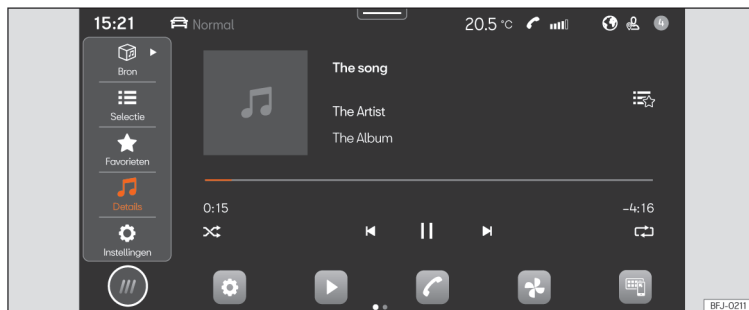 15:21 Normal 20.5 °C 4
Bron
Selectie
Favorieten
Details
Instellingen
The song
The Artist
The Album
0:15 -4:16
BFJ-0211